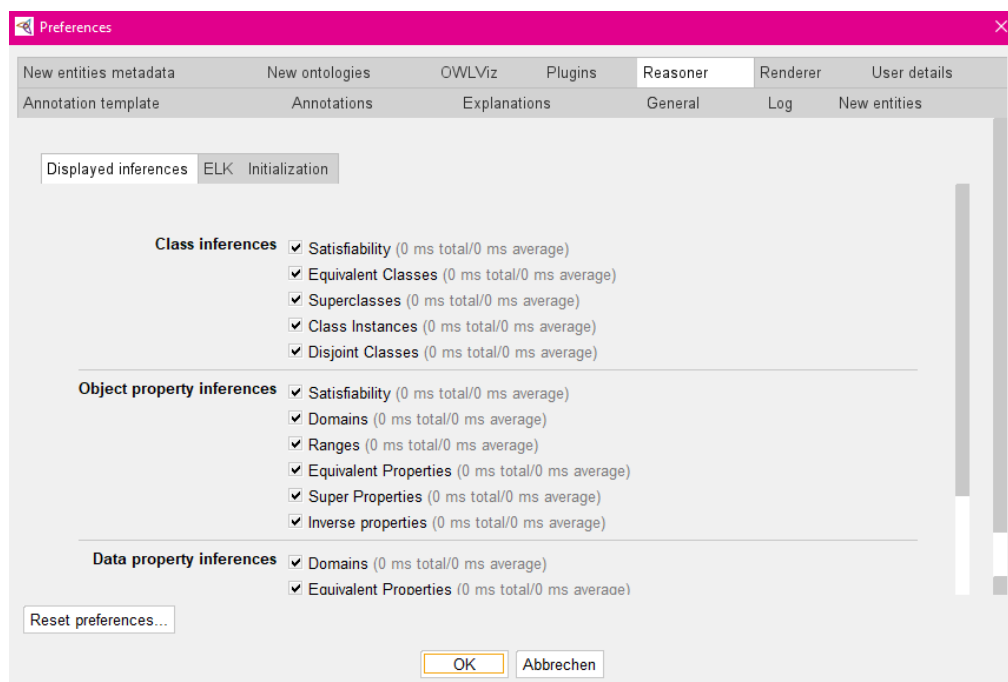 Preferences
New entities metadata New ontologies OWLViz Plugins Reasoner Renderer User details
Annotation template Annotations Explanations General Log New entities
Displayed inferences ELK Initialization
Class inferences Satisfiability (0 ms total/0 ms average)
Equivalent Classes (0 ms total/0 ms average)
Superclasses (0 ms total/0 ms average)
Class Instances (0 ms total/0 ms average)
Disjoint Classes (0 ms total/0 ms average)
Object property inferences Satisfiability (0 ms total/0 ms average)
Domains (0 ms total/0 ms average)
Ranges (0 ms total/0 ms average)
Equivalent Properties (0 ms total/0 ms average)
Super Properties (0 ms total/0 ms average)
Inverse properties (0 ms total/0 ms average)
Data property inferences Domains (0 ms total/0 ms average)
Equivalent Properties (0 ms total/0 ms average)
Reset preferences...
OK Abbrechen